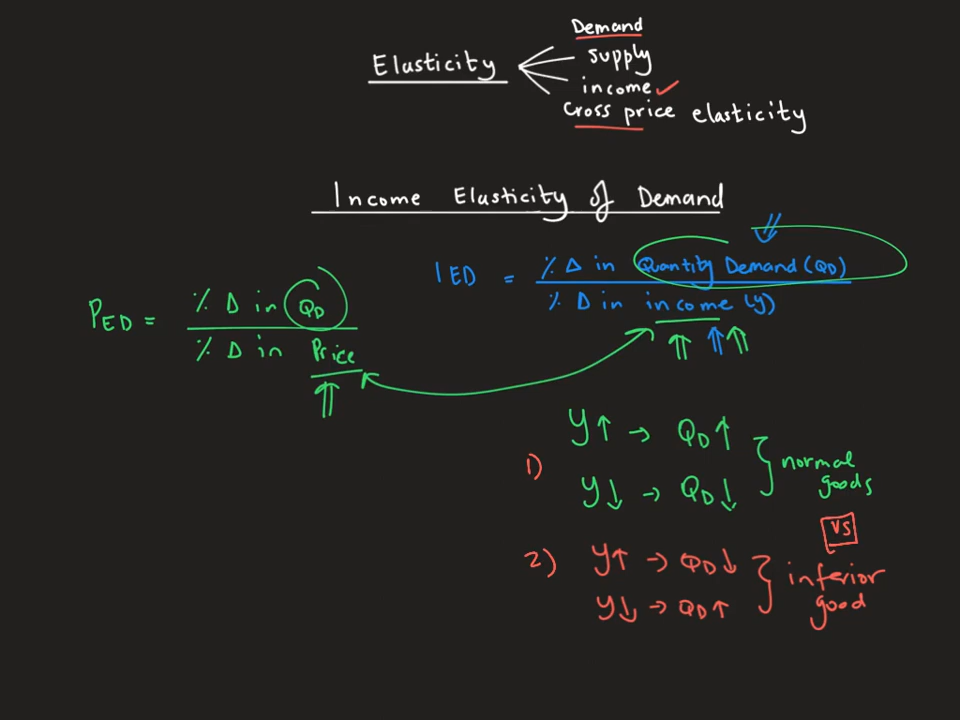 Elasticity
Demand
supply
income
Cross price elasticity
Income Elasticity of Demand
IED = % Δ in Quantity Demand (QD)
% Δ in income (y)
PED = % Δ in QD
% Δ in Price
1)
Y↑ → QD↑
Y↓ → QD↓
normal
goods
vs
2)
Y↑ → QD↓
Y↓ → QD↑
inferior
good